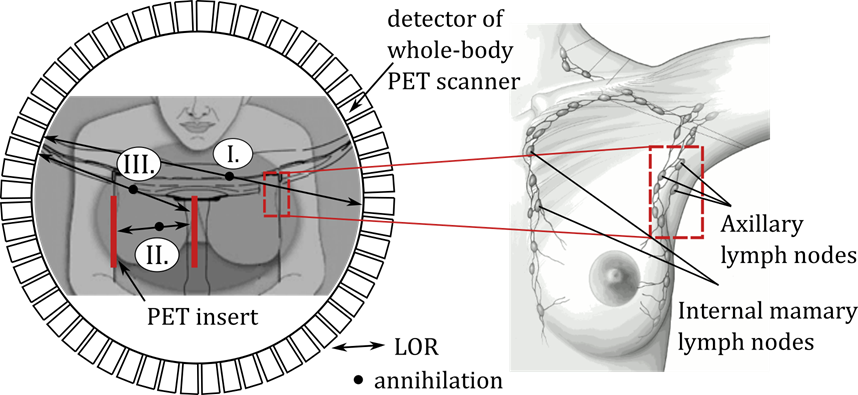 detector of
whole-body
PET scanner
I.
III.
II.
PET insert
LOR
annihilation
Axillary
lymph nodes
Internal mamary
lymph nodes